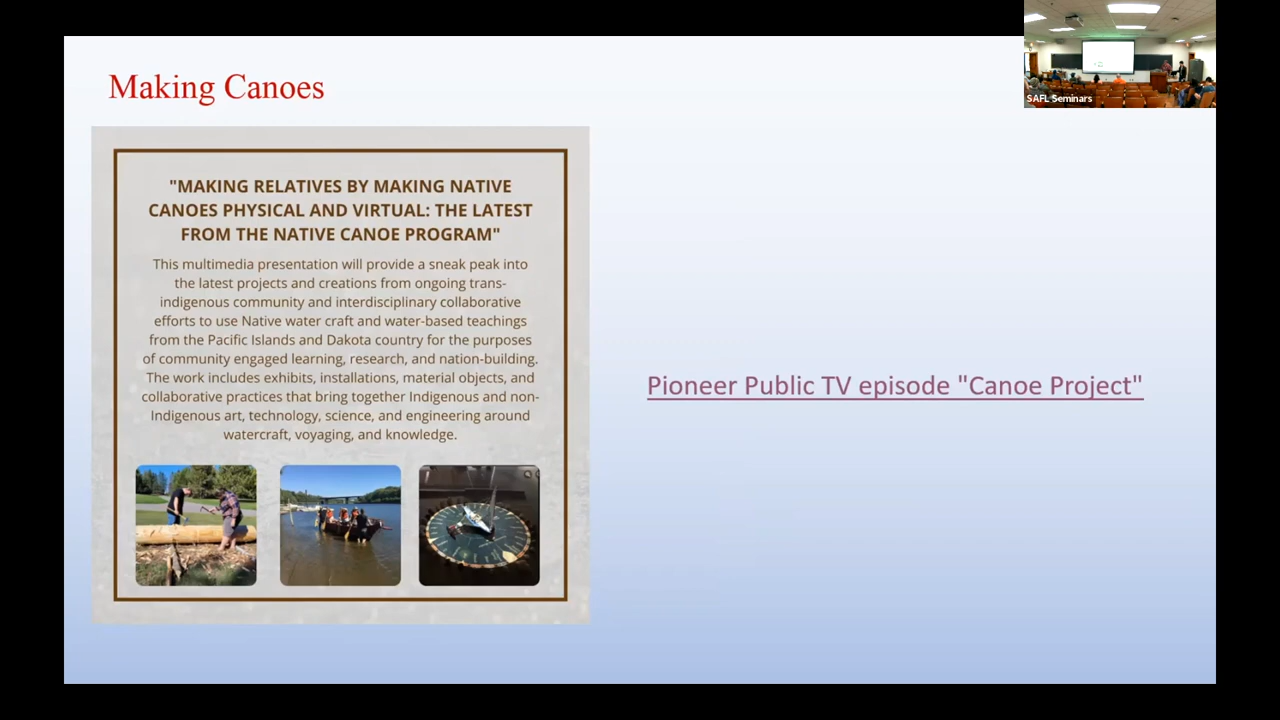 Making Canoes
SAFL Seminars
"MAKING RELATIVES BY MAKING NATIVE
CANOES PHYSICAL AND VIRTUAL: THE LATEST
FROM THE NATIVE CANOE PROGRAM"
This multimedia presentation will provide a sneak peak into
the latest projects and creations from ongoing trans-
indigenous community and interdisciplinary collaborative
efforts to use Native water craft and water-based teachings
from the Pacific Islands and Dakota country for the purposes
of community engaged learning, research, and nation-building.
The work includes exhibits, installations, material objects, and
collaborative practices that bring together Indigenous and non-
Indigenous art, technology, science, and engineering around
watercraft, voyaging, and knowledge.
Pioneer Public TV episode "Canoe Project"